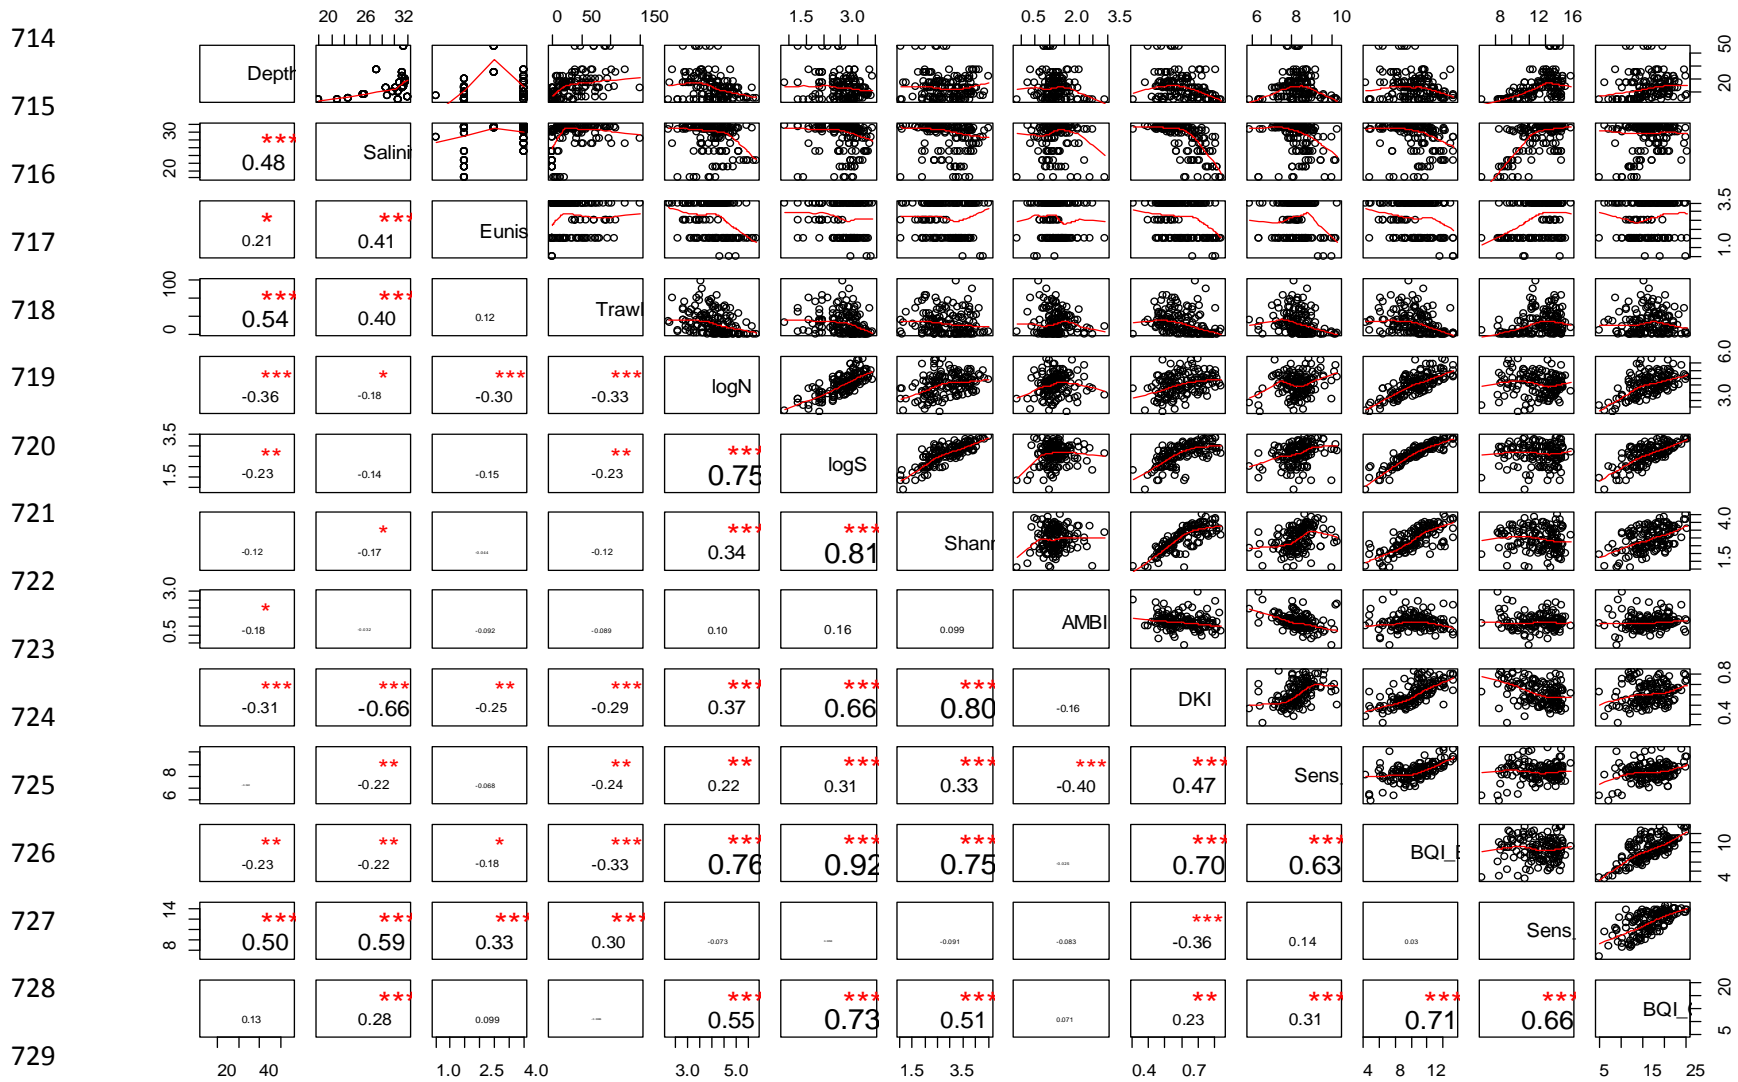 20 26 32 0 50 150 1.5 3.0 0.5 2.0 3.5 6 8 10 8 12 16
714
Depth 20 50
715
30 20 *** 0.48 Salini
716
* 0.21 *** 0.41 Eunis 1.0 3.5
717
100 0 *** 0.54 *** 0.40 0.12 Trawl
718
*** -0.36 * -0.18 *** -0.30 *** -0.33 logN 3.0 6.0
719
3.5 1.5 ** -0.23 -0.14 -0.15 ** -0.23 *** 0.75 logS
720
-0.12 * -0.17 -0.12 *** 0.34 *** 0.81 Shann 1.5 4.0
721
3.0 0.5 * -0.18 -0.092 -0.089 0.10 0.16 0.099 AMBI
722
723
*** -0.31 *** -0.66 ** -0.25 *** -0.29 *** 0.37 *** 0.66 *** 0.80 -0.16 DKI 0.4 0.8
724
8 6 ** -0.22 -0.068 ** -0.24 ** 0.22 *** 0.31 *** 0.33 *** -0.40 *** 0.47 Sens_
725
** -0.23 ** -0.22 * -0.18 *** -0.33 *** 0.76 *** 0.92 *** 0.75 *** 0.70 *** 0.63 BQI_E 4 10
726
14 8 *** 0.50 *** 0.59 *** 0.33 *** 0.30 -0.073 -0.091 -0.083 *** -0.36 0.14 0.03 Sens_
727
0.13 *** 0.28 0.099 *** 0.55 *** 0.73 *** 0.51 0.071 ** 0.23 *** 0.31 *** 0.71 *** 0.66 BQI_ 5 20
728
729
20 40 1.0 2.5 4.0 3.0 5.0 1.5 3.5 0.4 0.7 4 8 12 5 15 25